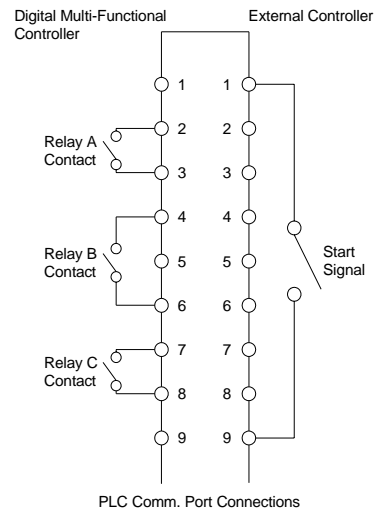 Digital Multi-Functional
Controller
External Controller
1 1
2 2
Relay A
Contact
3 3
4 4
Relay B
Contact
5 5
Start
Signal
6 6
7 7
Relay C
Contact
8 8
9 9
PLC Comm. Port Connections